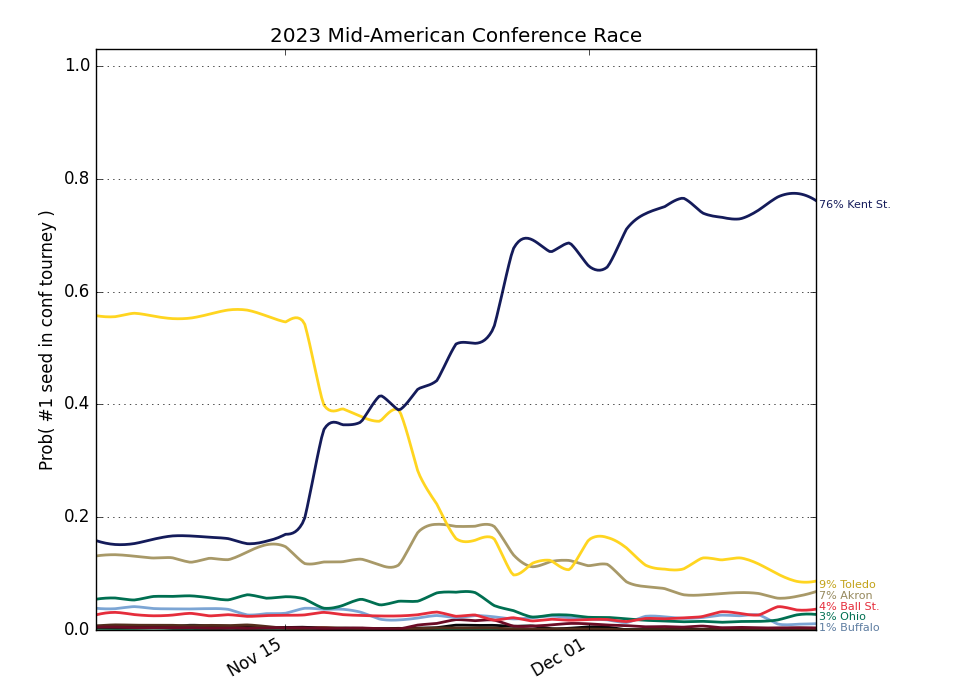 2023 Mid-American Conference Race
Prob( #1 seed in conf tourney )
1.0
0.8
0.6
0.4
0.2
0.0
Nov 15
Dec 01
76% Kent St.
9% Toledo
7% Akron
4% Ball St.
3% Ohio
1% Buffalo